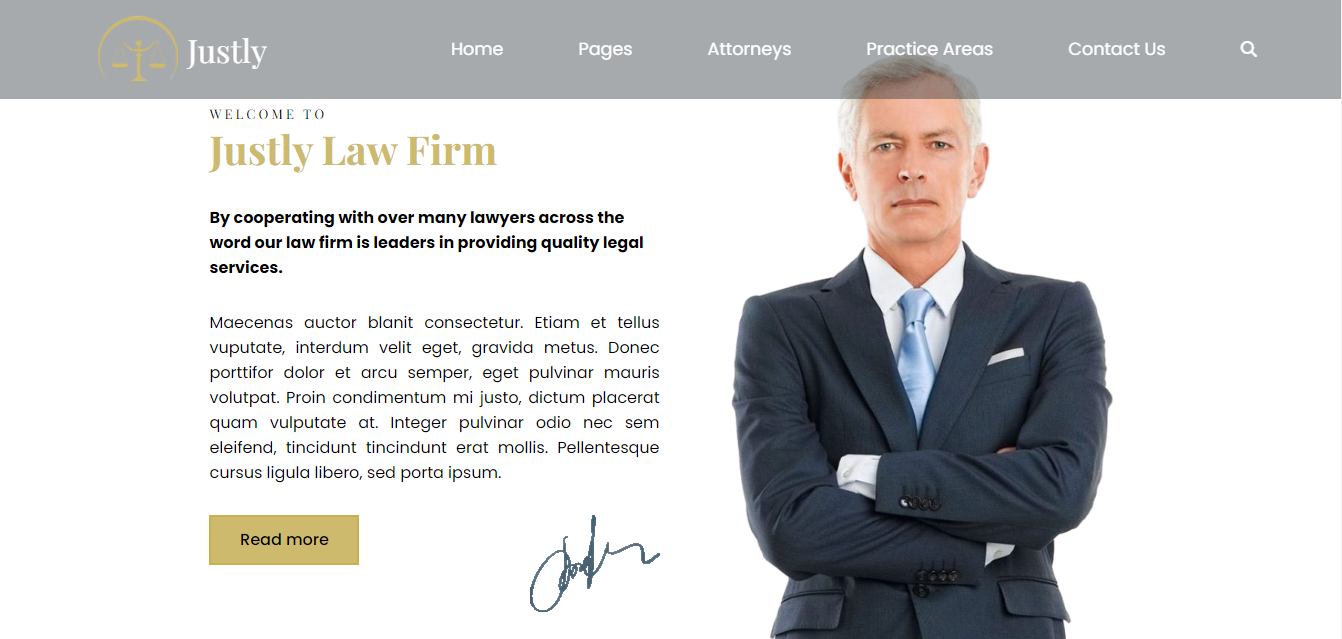 Justly
Home Pages Attorneys Practice Areas Contact Us
WELCOME TO
Justly Law Firm
By cooperating with over many lawyers across the
word our law firm is leaders in providing quality legal
services.
Maecenas auctor blanit consectetur. Etiam et tellus
vuputate, interdum velit eget, gravida metus. Donec
porttifor dolor et arcu semper, eget pulvinar mauris
volutpat. Proin condimentum mi justo, dictum placerat
quam vulputate at. Integer pulvinar odio nec sem
eleifend, tincidunt tincindunt erat mollis. Pellentesque
cursus ligula libero, sed porta ipsum.
Read more